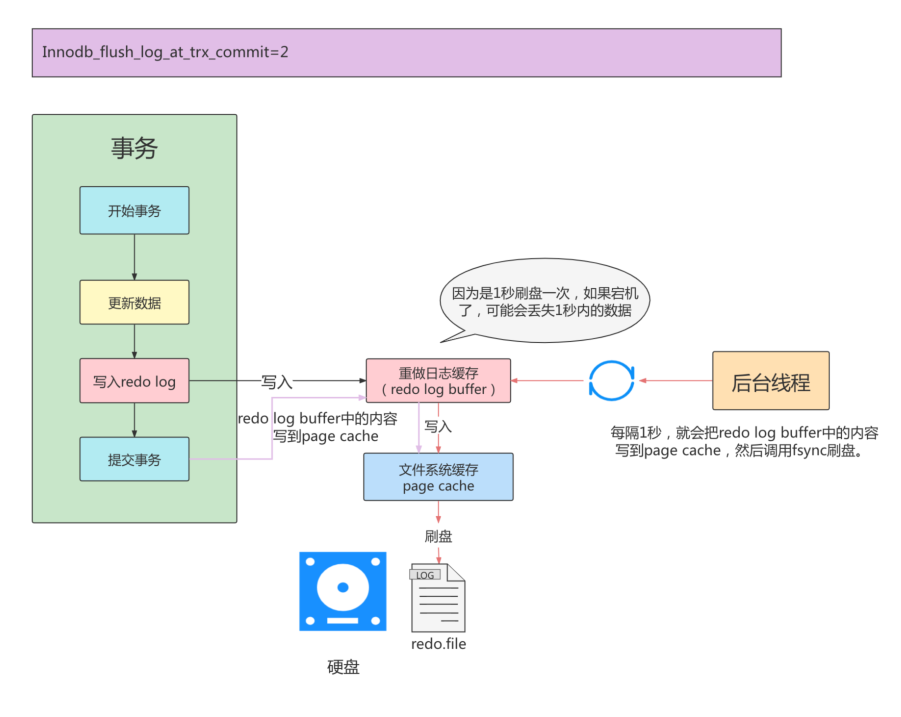 Innodb_flush_log_at_trx_commit=2
事务
开始事务
更新数据
写入redo log
提交事务
写入
redo log buffer中的内容
写到page cache
因为是1秒刷盘一次，如果宕机
了，可能会丢失1秒内的数据
重做日志缓存
（redo log buffer）
写入
文件系统缓存
page cache
刷盘
LOG
redo.file
硬盘
后台线程
每隔1秒，就会把redo log buffer中的内容
写到page cache，然后调用fsync刷盘。